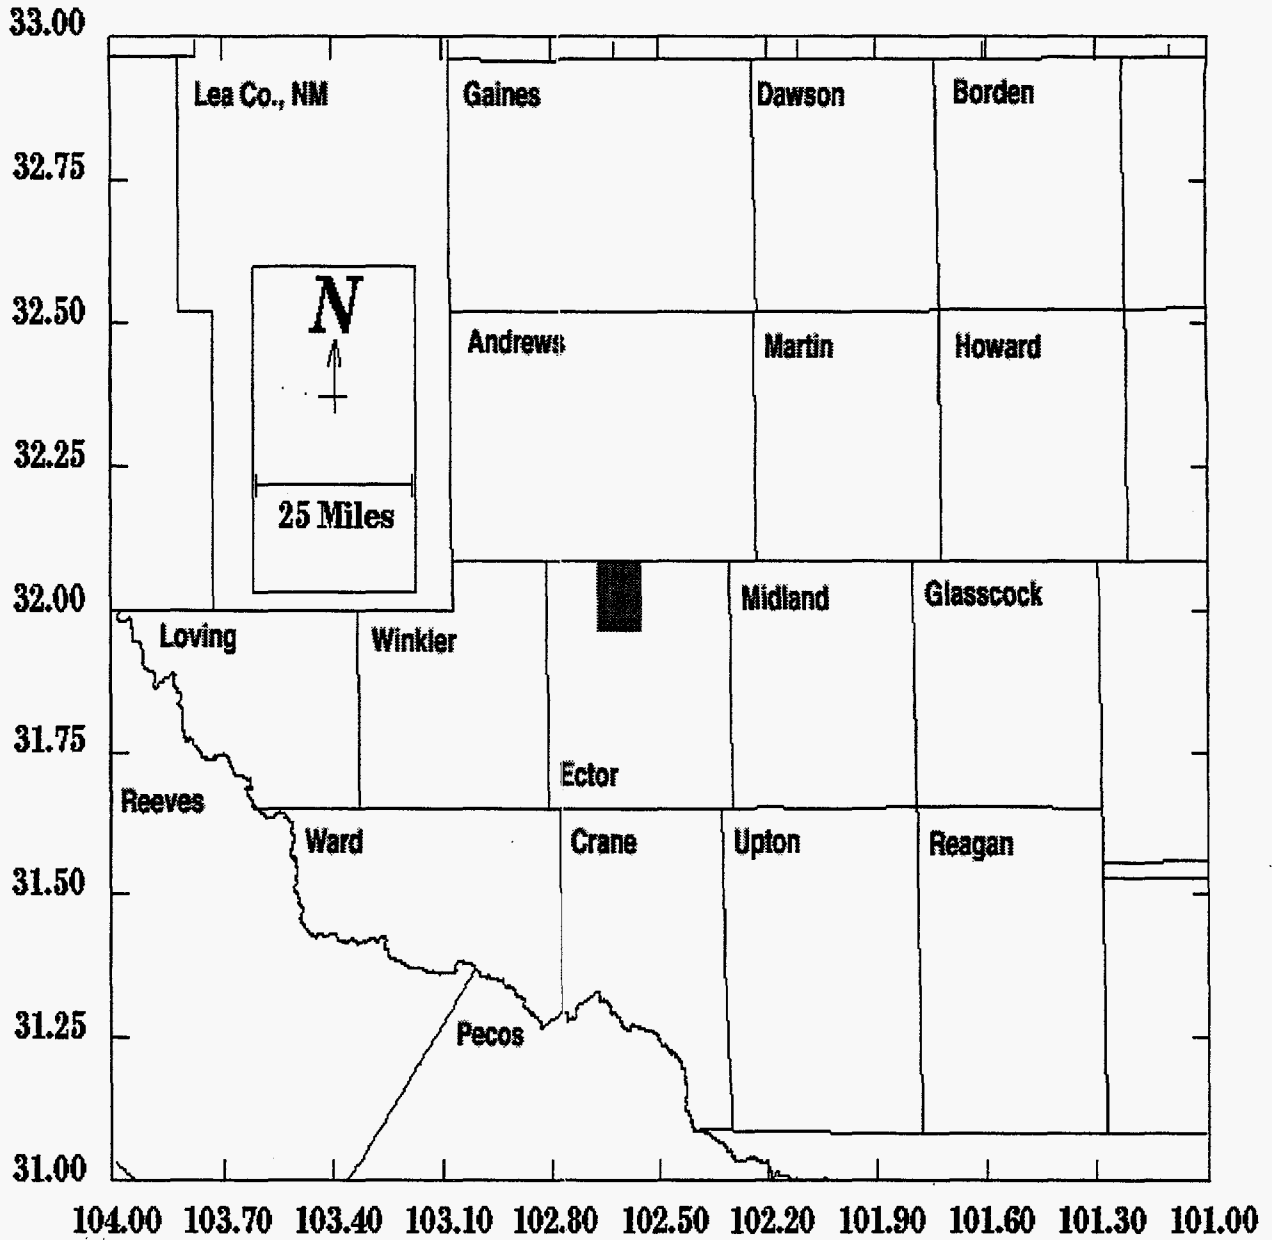 33.00
Lea Co., NM Gaines Dawson Borden
32.75
N
32.50
Andrews Martin Howard
32.25
25 Miles
32.00
Midland Glasscock
Loving Winkler
31.75
Ector
Reeves
Ward Crane Upton Reagan
31.50
31.25
Pecos
31.00
104.00 103.70 103.40 103.10 102.80 102.50 102.20 101.90 101.60 101.30 101.00